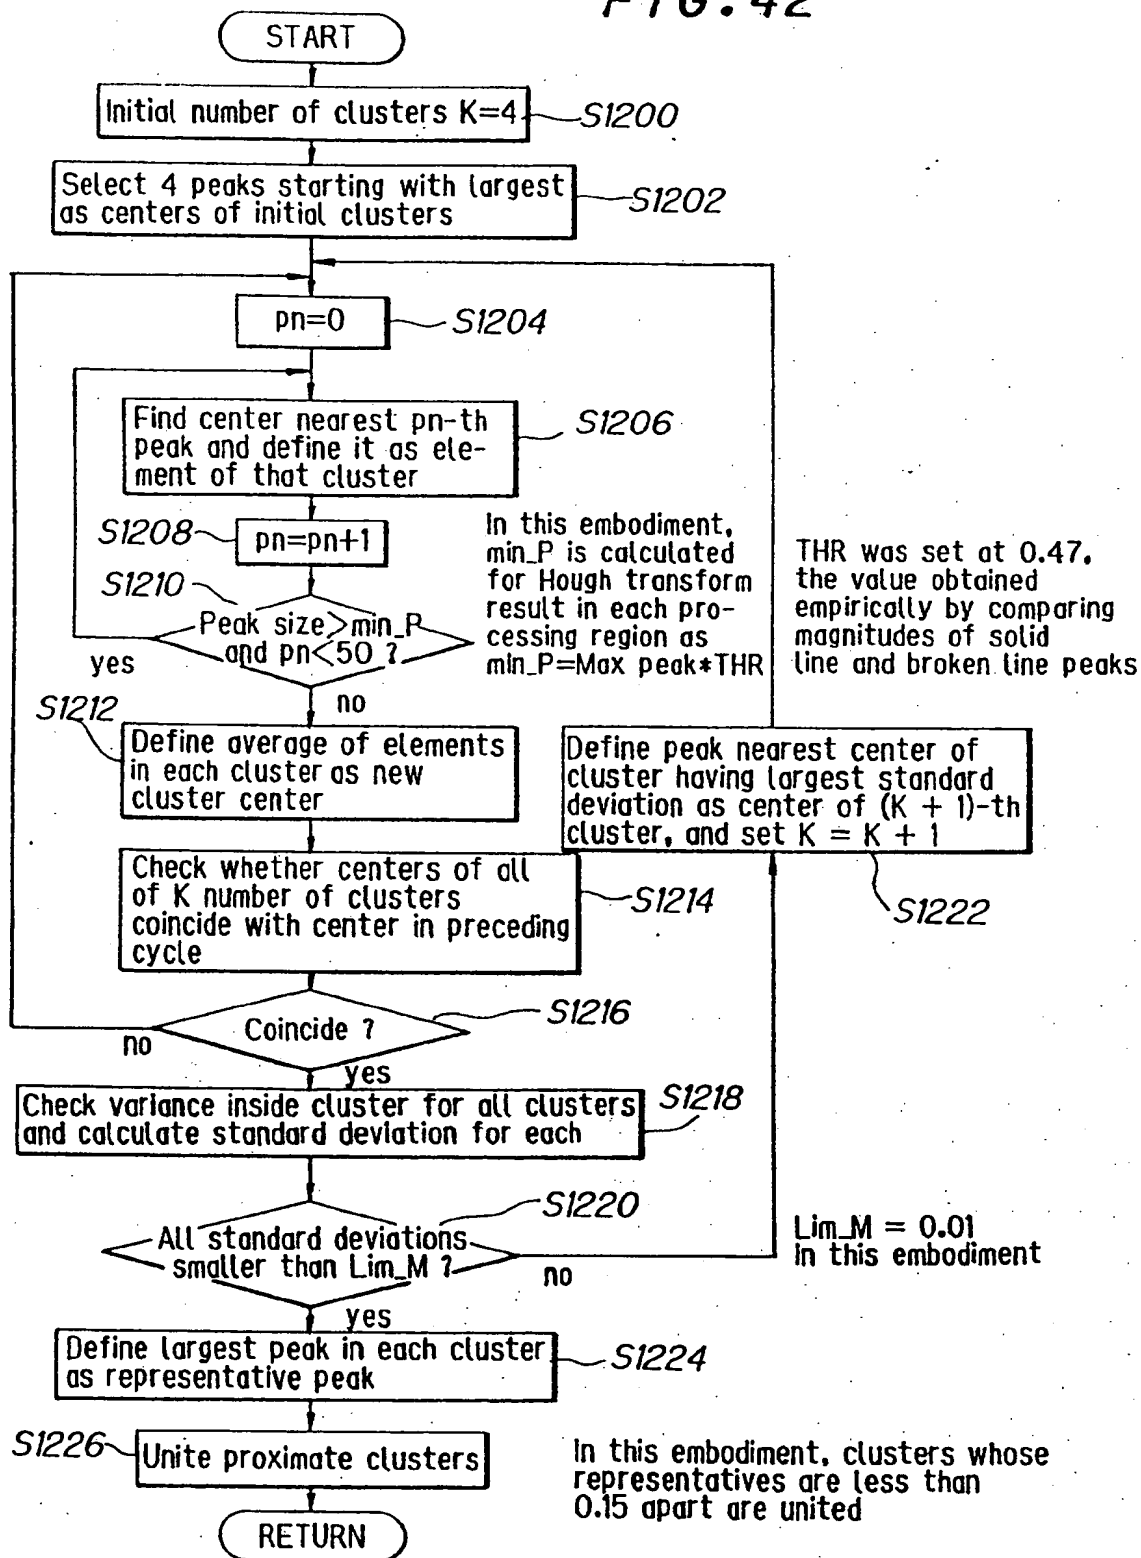 FIG. 42
START
Initial number of clusters K=4
S1200
Select 4 peaks starting with largest
as centers of initial clusters
S1202
pn=0
S1204
Find center nearest pn-th
peak and define it as ele-
ment of that cluster
S1206
S1208
pn=pn+1
In this embodiment,
min_P is calculated
for Hough transform
result in each pro-
cessing region as
min_P=Max peak*THR
THR was set at 0.47,
the value obtained
empirically by comparing
magnitudes of solid
line and broken line peaks
S1210
Peak size>min_P
and pn<50 ?
yes
no
S1212
Define average of elements
in each cluster as new
cluster center
Define peak nearest center of
cluster having largest standard
deviation as center of (K + 1)-th
cluster, and set K = K + 1
S1222
Check whether centers of all
of K number of clusters
coincide with center in preceding
cycle
S1214
Coincide ?
S1216
no
yes
Check variance inside cluster for all clusters
and calculate standard deviation for each
S1218
All standard deviations
smaller than Lim_M ?
S1220
no
yes
Lim_M = 0.01
in this embodiment
Define largest peak in each cluster
as representative peak
S1224
S1226
Unite proximate clusters
In this embodiment, clusters whose
representatives are less than
0.15 apart are united
RETURN